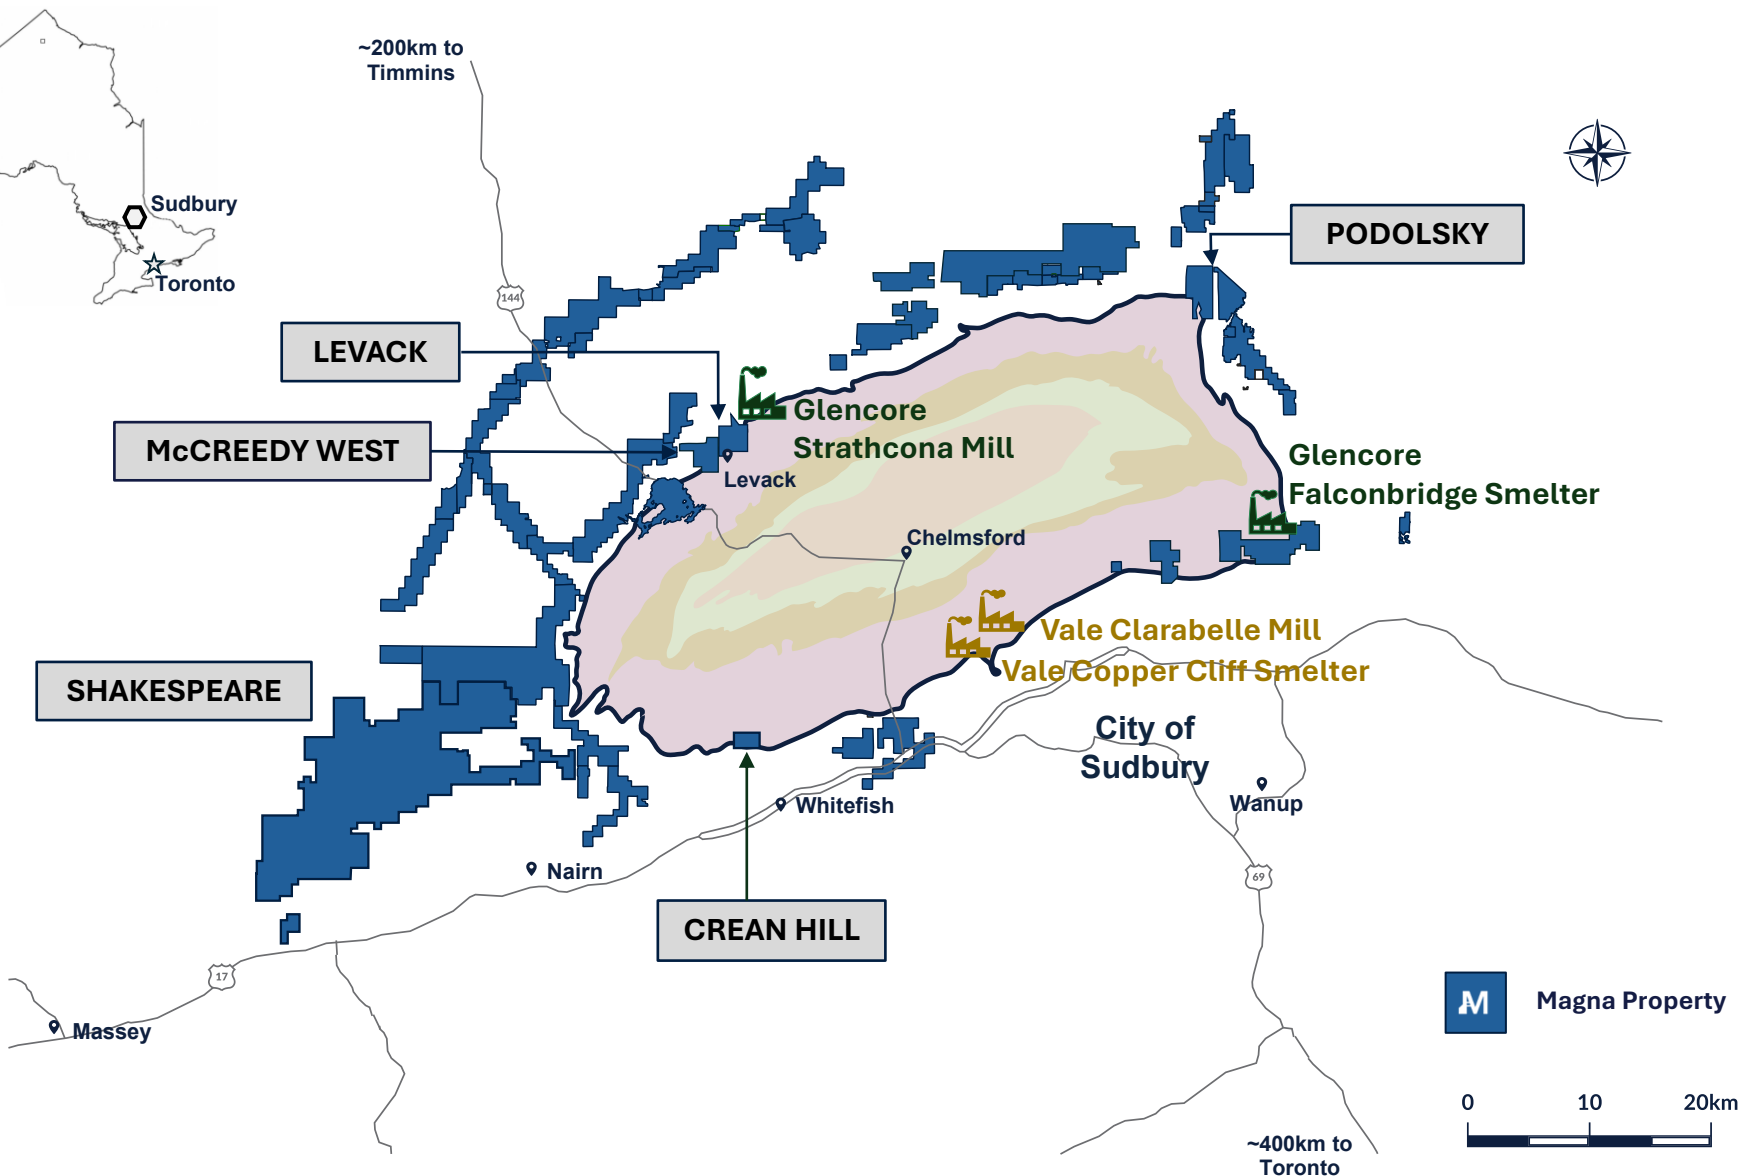 ~200km to
Timmins
Sudbury
Toronto
PODOLSKY
144
LEVACK
Glencore
Strathcona Mill
McCREEDY WEST
Levack
Glencore
Falconbridge Smelter
Chelmsford
Vale Clarabelle Mill
Vale Copper Cliff Smelter
SHAKESPEARE
City of
Sudbury
Whitefish
Wanup
Nairn
69
CREAN HILL
17
Massey
M
Magna Property
0 10 20km
~400km to
Toronto